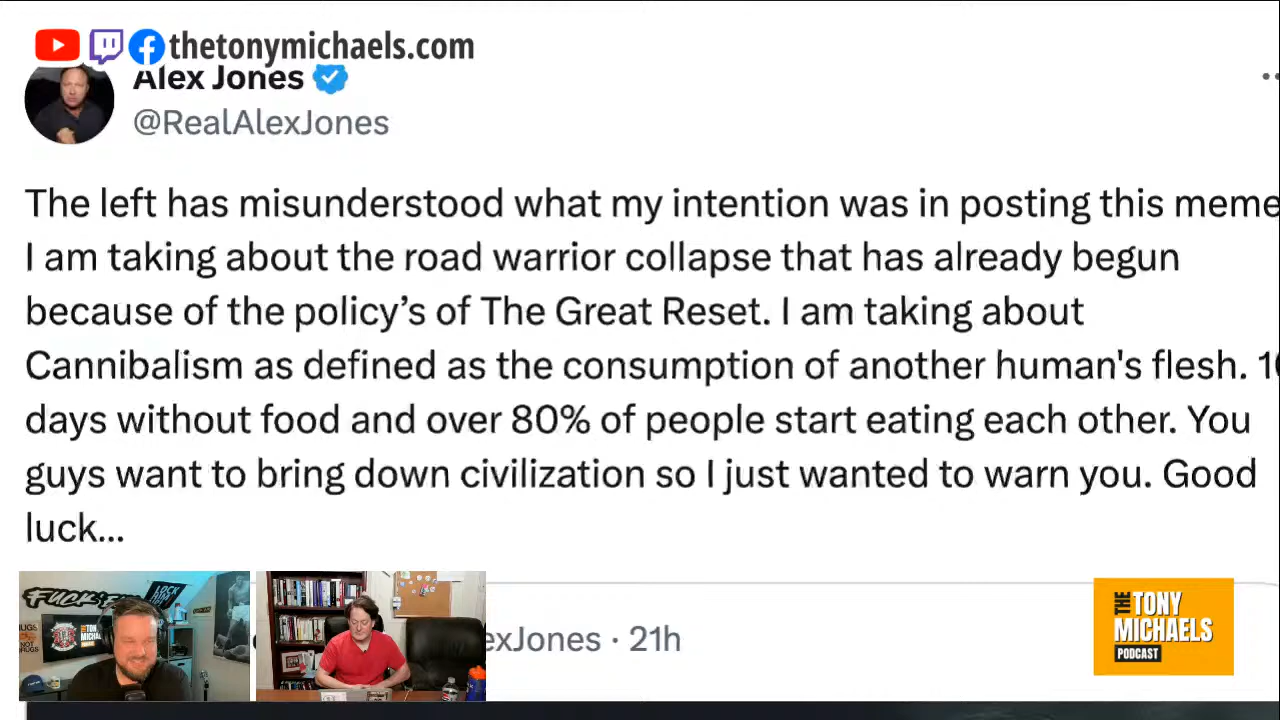 thetonymichaels.com
Alex Jones
@RealAlexJones
The left has misunderstood what my intention was in posting this meme
I am taking about the road warrior collapse that has already begun
because of the policy’s of The Great Reset. I am taking about
Cannibalism as defined as the consumption of another human's flesh.
days without food and over 80% of people start eating each other. You
guys want to bring down civilization so I just wanted to warn you. Good
luck...
exJones · 21h
THE
TONY
MICHAELS
PODCAST